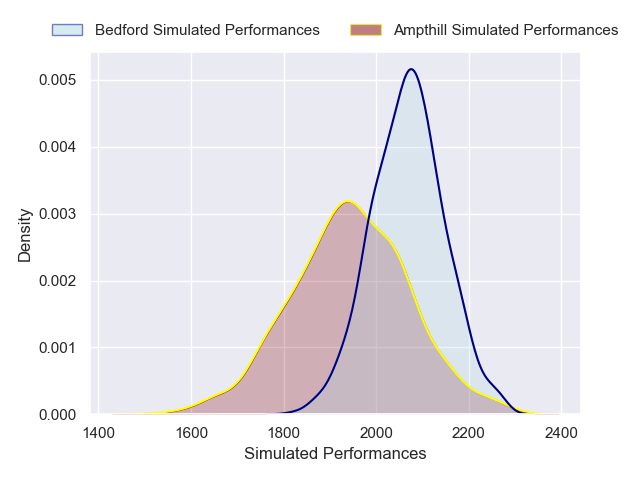 Bedford Simulated Performances Ampthill Simulated Performances
0.005
0.004
0.003
0.002
0.001
0.000
Density
1400 1600 1800 2000 2200 2400
Simulated Performances